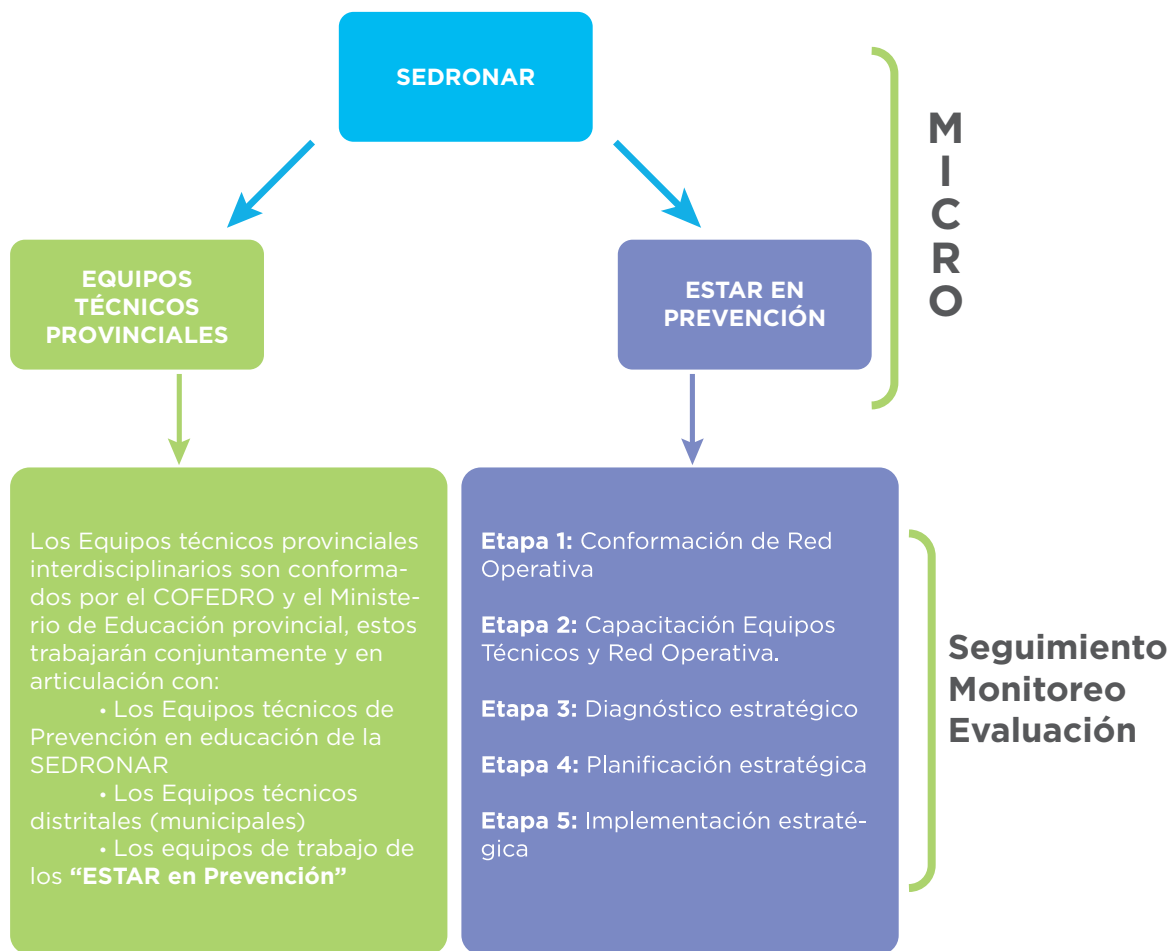 SEDRONAR
M
I
C
R
O
EQUIPOS
TÉCNICOS
PROVINCIALES
ESTAR EN
PREVENCIÓN
Los Equipos técnicos provinciales
interdisciplinarios son conforma-
dos por el COFEDRO y el Ministe-
rio de Educación provincial, estos
trabajarán conjuntamente y en
articulación con:
• Los Equipos técnicos de
Prevención en educación de la
SEDRONAR
• Los Equipos técnicos
distritales (municipales)
• Los equipos de trabajo de
los “ESTAR en Prevención”
Etapa 1: Conformación de Red
Operativa
Etapa 2: Capacitación Equipos
Técnicos y Red Operativa.
Etapa 3: Diagnóstico estratégico
Etapa 4: Planificación estratégica
Etapa 5: Implementación estraté-
gica
Seguimiento
Monitoreo
Evaluación